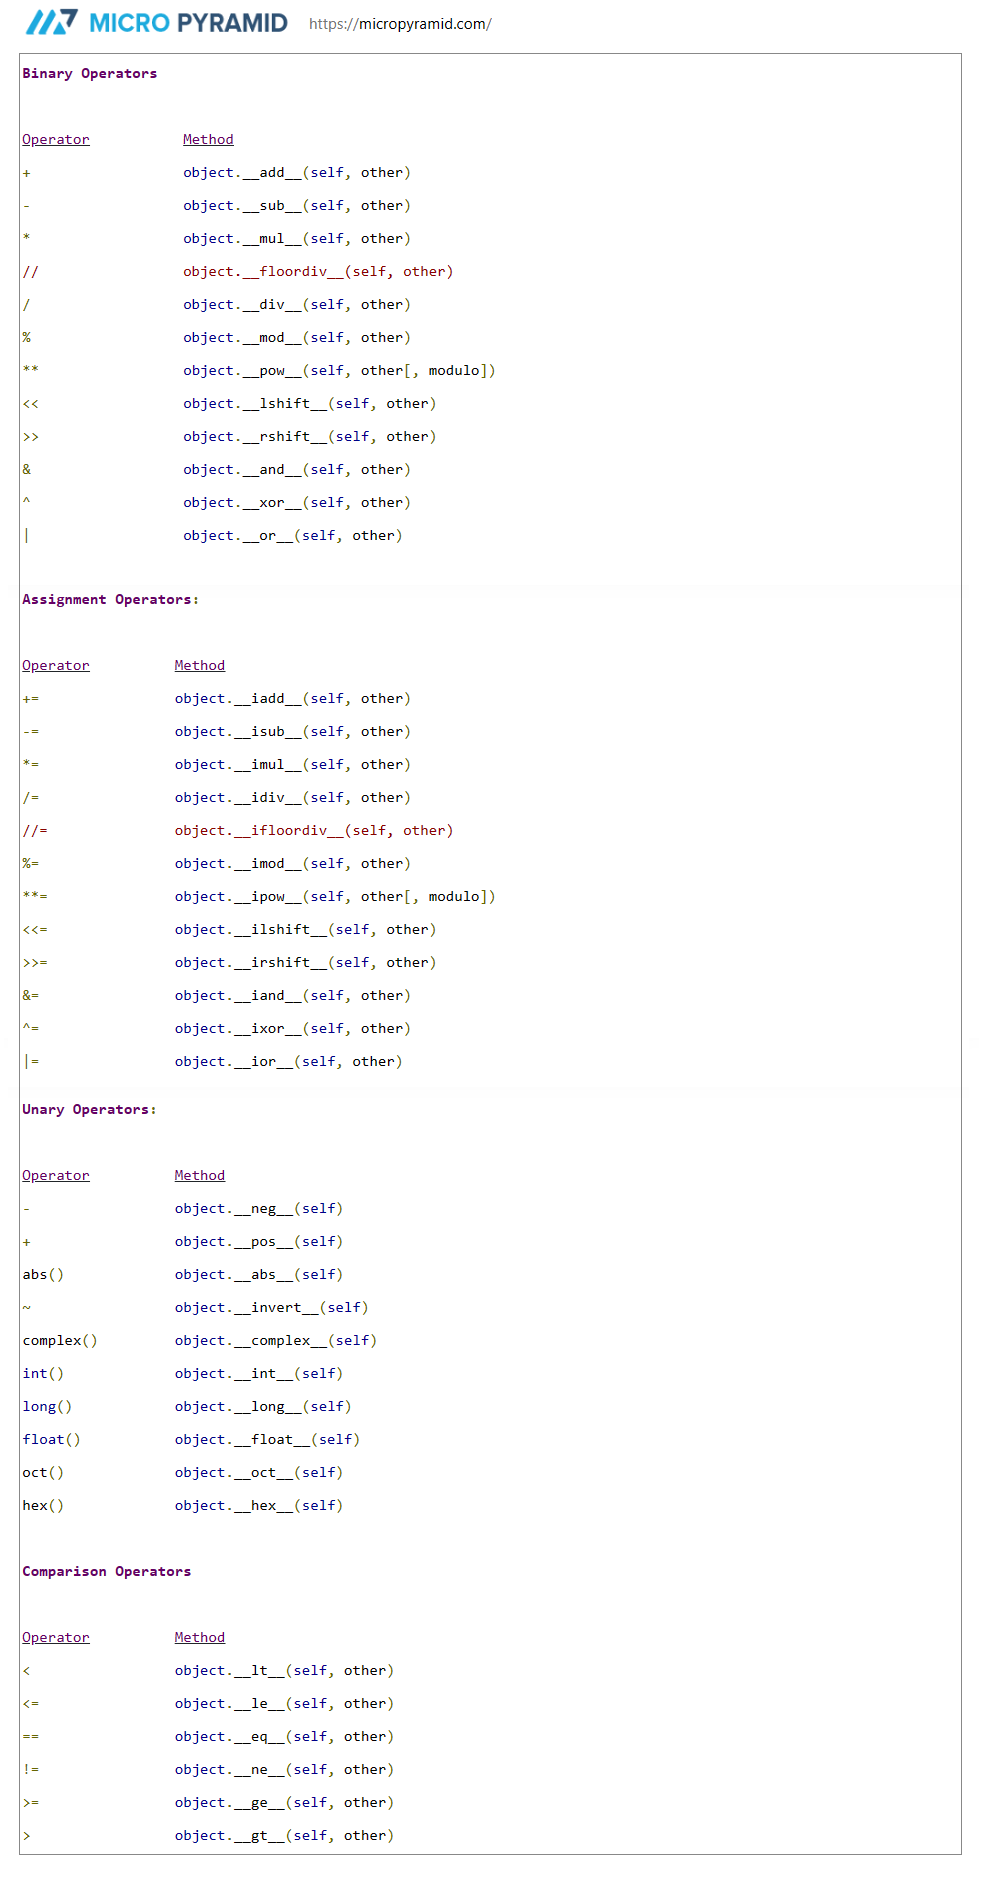 MICRO PYRAMID https://micropyramid.com/
Binary Operators
Operator Method
+ object.__add__(self, other)
- object.__sub__(self, other)
* object.__mul__(self, other)
// object.__floordiv__(self, other)
/ object.__div__(self, other)
% object.__mod__(self, other)
** object.__pow__(self, other[, modulo])
<< object.__lshift__(self, other)
>> object.__rshift__(self, other)
& object.__and__(self, other)
^ object.__xor__(self, other)
| object.__or__(self, other)
Assignment Operators:
Operator Method
+= object.__iadd__(self, other)
-= object.__isub__(self, other)
*= object.__imul__(self, other)
/= object.__idiv__(self, other)
//= object.__ifloordiv__(self, other)
%= object.__imod__(self, other)
**= object.__ipow__(self, other[, modulo])
<<= object.__ilshift__(self, other)
>>= object.__irshift__(self, other)
&= object.__iand__(self, other)
^= object.__ixor__(self, other)
|= object.__ior__(self, other)
Unary Operators:
Operator Method
- object.__neg__(self)
+ object.__pos__(self)
abs() object.__abs__(self)
~ object.__invert__(self)
complex() object.__complex__(self)
int() object.__int__(self)
long() object.__long__(self)
float() object.__float__(self)
oct() object.__oct__(self)
hex() object.__hex__(self)
Comparison Operators
Operator Method
< object.__lt__(self, other)
<= object.__le__(self, other)
== object.__eq__(self, other)
!= object.__ne__(self, other)
>= object.__ge__(self, other)
> object.__gt__(self, other)